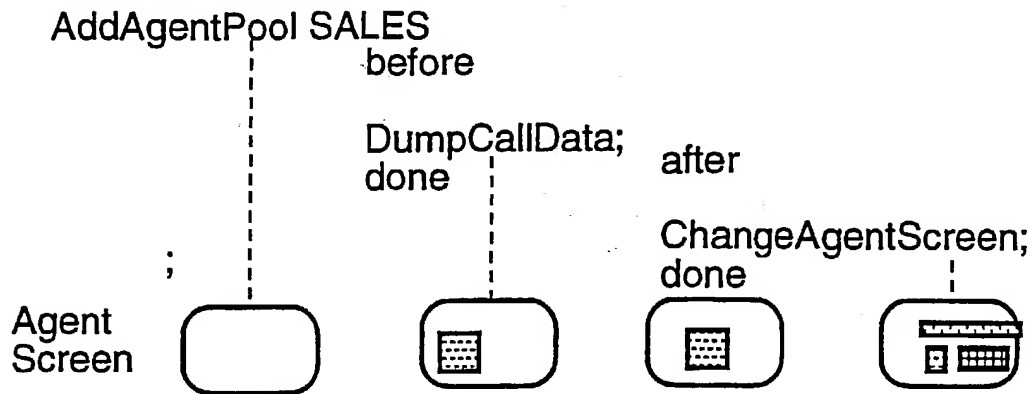 AddAgentPool SALES
before
DumpCallData;
done
after
ChangeAgentScreen;
done
;
Agent
Screen